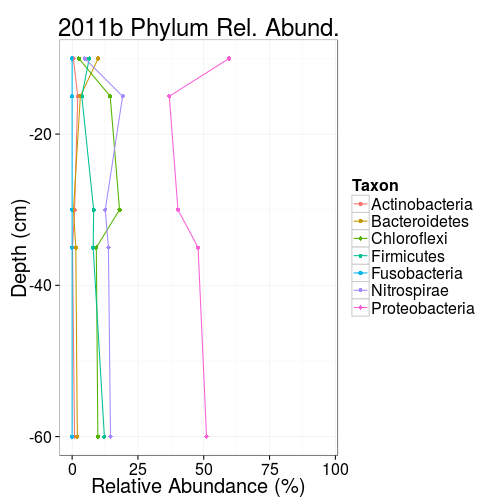 2011b Phylum Rel. Abund.
-20
-40
-60
Depth (cm)
0
25
50
75
100
Relative Abundance (%)
Taxon
Actinobacteria
Bacteroidetes
Chloroflexi
Firmicutes
Fusobacteria
Nitrospirae
Proteobacteria